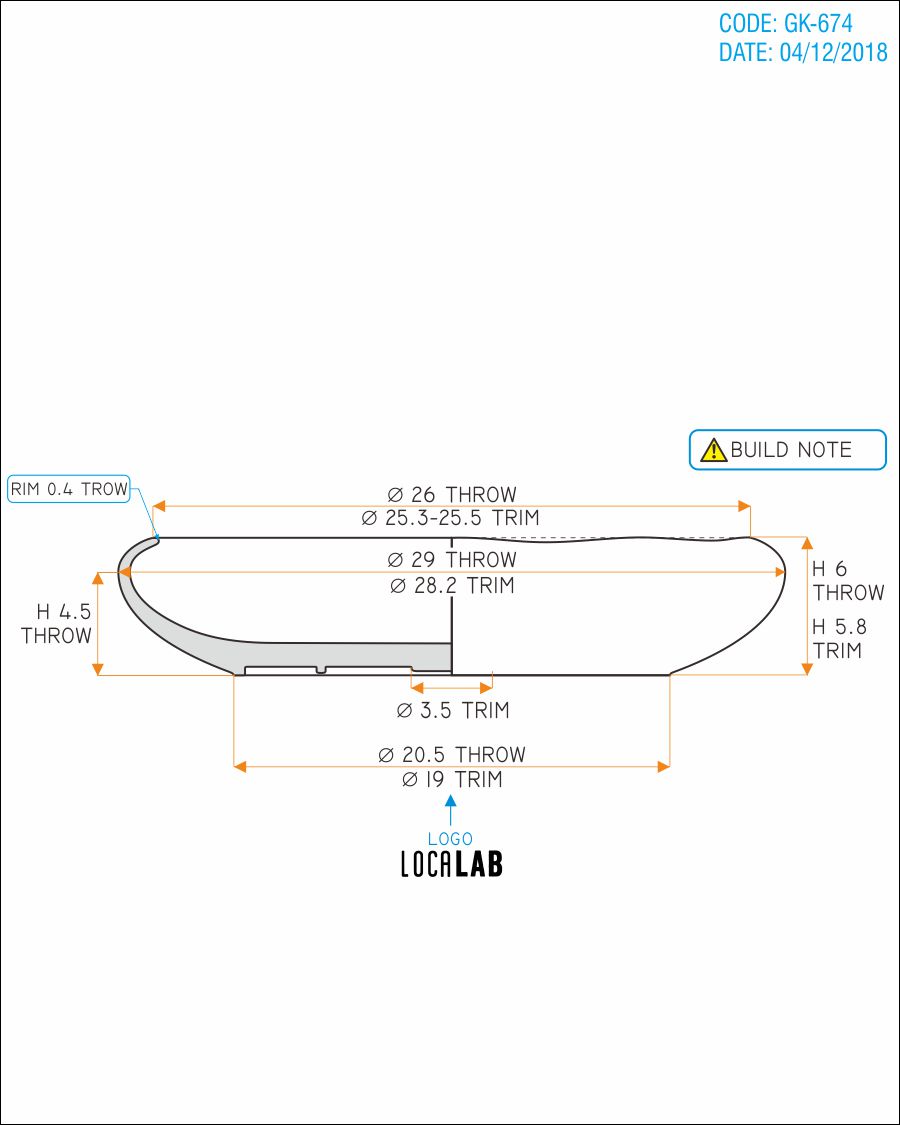 CODE: GK-674
DATE: 04/12/2018
BUILD NOTE
RIM 0.4 TROW
Ø 26 THROW
Ø 25.3-25.5 TRIM
Ø 29 THROW
Ø 28.2 TRIM
H 6
THROW
H 5.8
TRIM
H 4.5
THROW
Ø 3.5 TRIM
Ø 20.5 THROW
Ø 19 TRIM
LOGO
LOCALAB